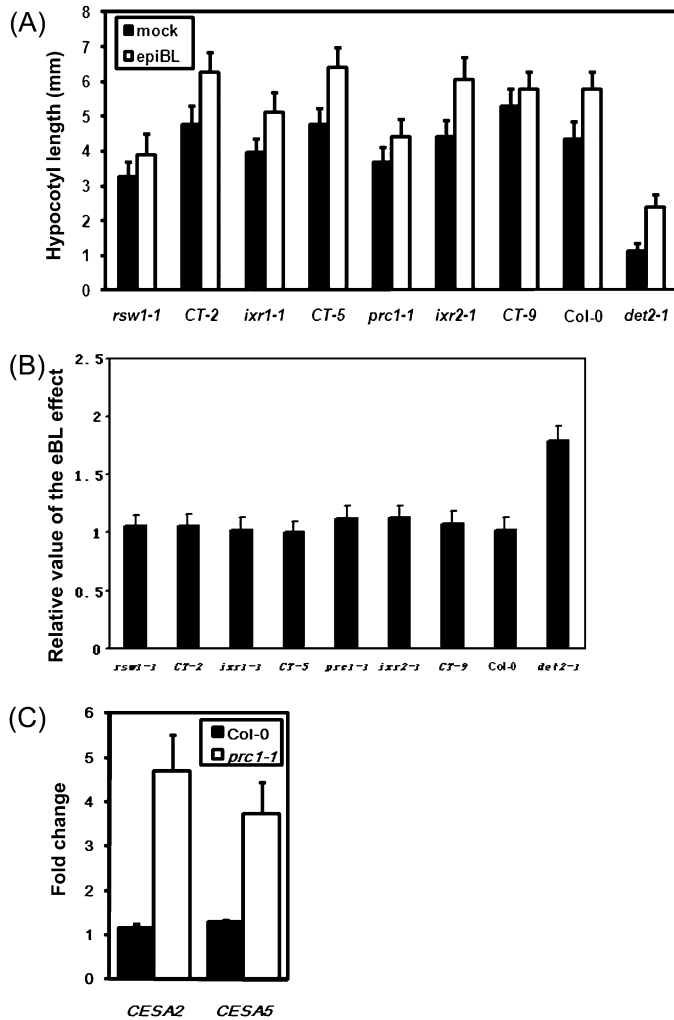 (A)
Hypocotyl length (mm)
8
7
6
5
4
3
2
1
0
mock
epiBL
rsw1-1 CT-2 ixr1-1 CT-5 prc1-1 ixr2-1 CT-9 Col-0 det2-1
(B)
Relative value of the eBL effect
2.5
2
1.5
1
0.5
0
rsw1-1 CT-2 ixr1-1 CT-5 prc1-1 ixr2-1 CT-9 Col-0 det2-1
(C)
Fold change
6
5
4
3
2
1
0
Col-0
prc1-1
CESA2 CESA5